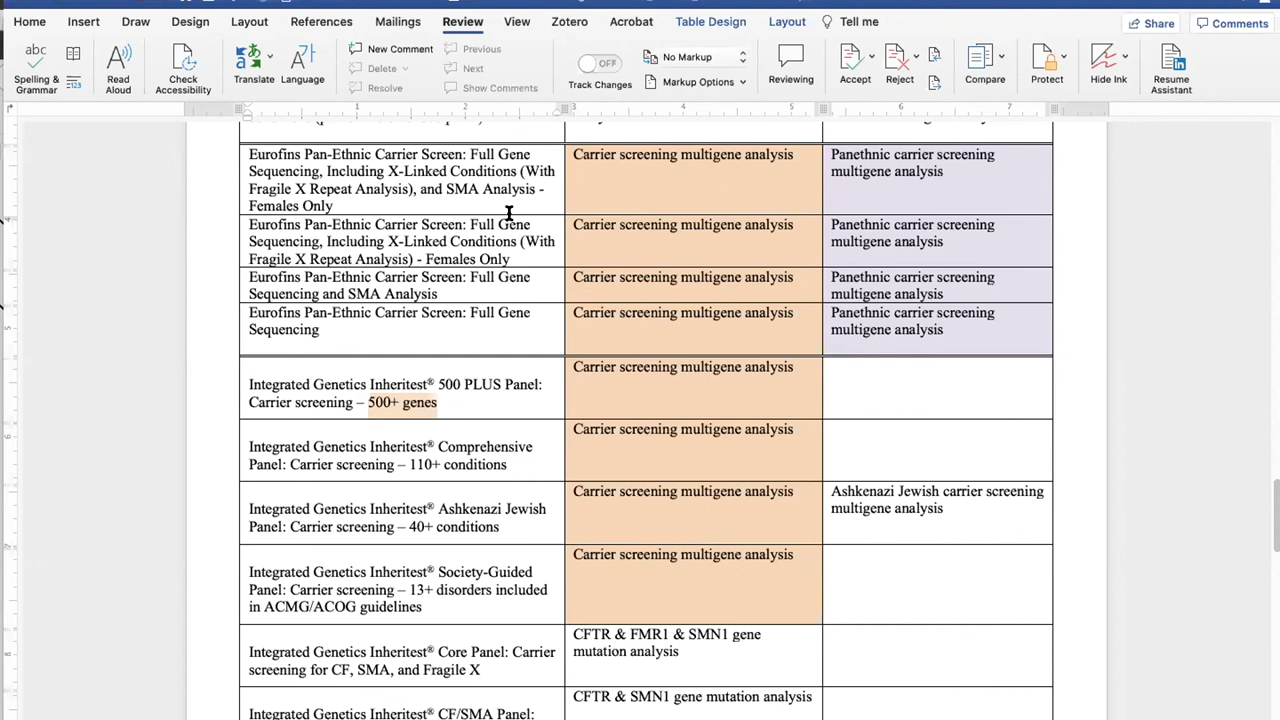 Home Insert Draw Design Layout References Mailings Review View Zotero Acrobat Table Design Layout Tell me
Share Comments
abc
Spelling & Grammar
Read Aloud
Check Accessibility
Translate
Language
New Comment
Delete
Resolve
Previous
Next
Show Comments
OFF
Track Changes
No Markup
Markup Options
Reviewing
Accept
Reject
Compare
Protect
Hide Ink
Resume Assistant
1 2 3 4 5 6 7
Eurofins Pan-Ethnic Carrier Screen: Full Gene
Sequencing, Including X-Linked Conditions (With
Fragile X Repeat Analysis), and SMA Analysis -
Females Only
Carrier screening multigene analysis
Panethnic carrier screening
multigene analysis
Eurofins Pan-Ethnic Carrier Screen: Full Gene
Sequencing, Including X-Linked Conditions (With
Fragile X Repeat Analysis) - Females Only
Carrier screening multigene analysis
Panethnic carrier screening
multigene analysis
Eurofins Pan-Ethnic Carrier Screen: Full Gene
Sequencing and SMA Analysis
Carrier screening multigene analysis
Panethnic carrier screening
multigene analysis
Eurofins Pan-Ethnic Carrier Screen: Full Gene
Sequencing
Carrier screening multigene analysis
Panethnic carrier screening
multigene analysis
Integrated Genetics Inheritest® 500 PLUS Panel:
Carrier screening – 500+ genes
Carrier screening multigene analysis
Integrated Genetics Inheritest® Comprehensive
Panel: Carrier screening – 110+ conditions
Carrier screening multigene analysis
Integrated Genetics Inheritest® Ashkenazi Jewish
Panel: Carrier screening – 40+ conditions
Carrier screening multigene analysis
Ashkenazi Jewish carrier screening
multigene analysis
Integrated Genetics Inheritest® Society-Guided
Panel: Carrier screening – 13+ disorders included
in ACMG/ACOG guidelines
Carrier screening multigene analysis
Integrated Genetics Inheritest® Core Panel: Carrier
screening for CF, SMA, and Fragile X
CFTR & FMR1 & SMN1 gene
mutation analysis
Integrated Genetics Inheritest® CF/SMA Panel:
CFTR & SMN1 gene mutation analysis